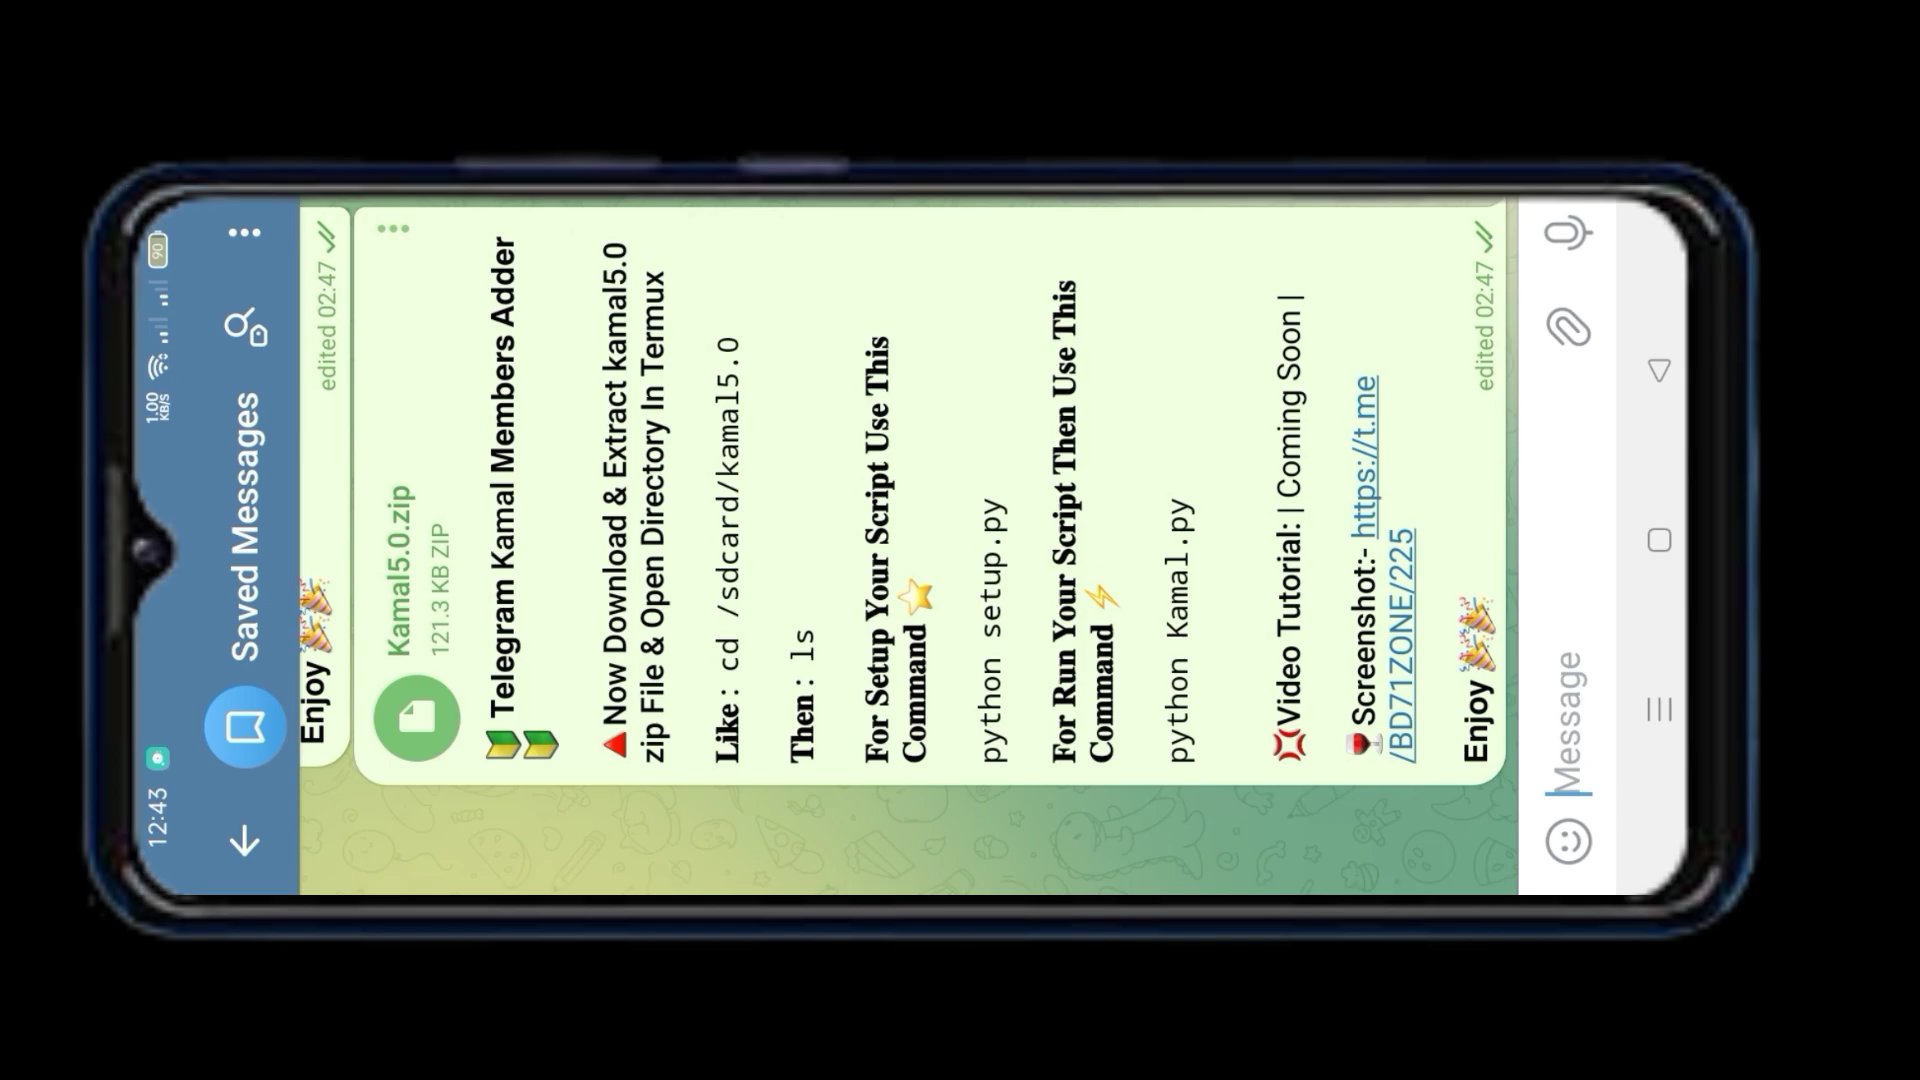 12:43
1.00
KB/S
90
Saved Messages
Enjoy 🎉🎉
edited 02:47
Kamal5.0.zip
121.3 KB ZIP
🔰 Telegram Kamal Members Adder
🔰
🔺Now Download & Extract kamal5.0
zip File & Open Directory In Termux
Like : cd /sdcard/kamal5.0
Then : ls
For Setup Your Script Use This
Command ⭐
python setup.py
For Run Your Script Then Use This
Command ⚡
python Kamal.py
💢Video Tutorial: | Coming Soon |
🍷Screenshot:- https://t.me
/BD71ZONE/225
Enjoy 🎉🎉
edited 02:47
Message